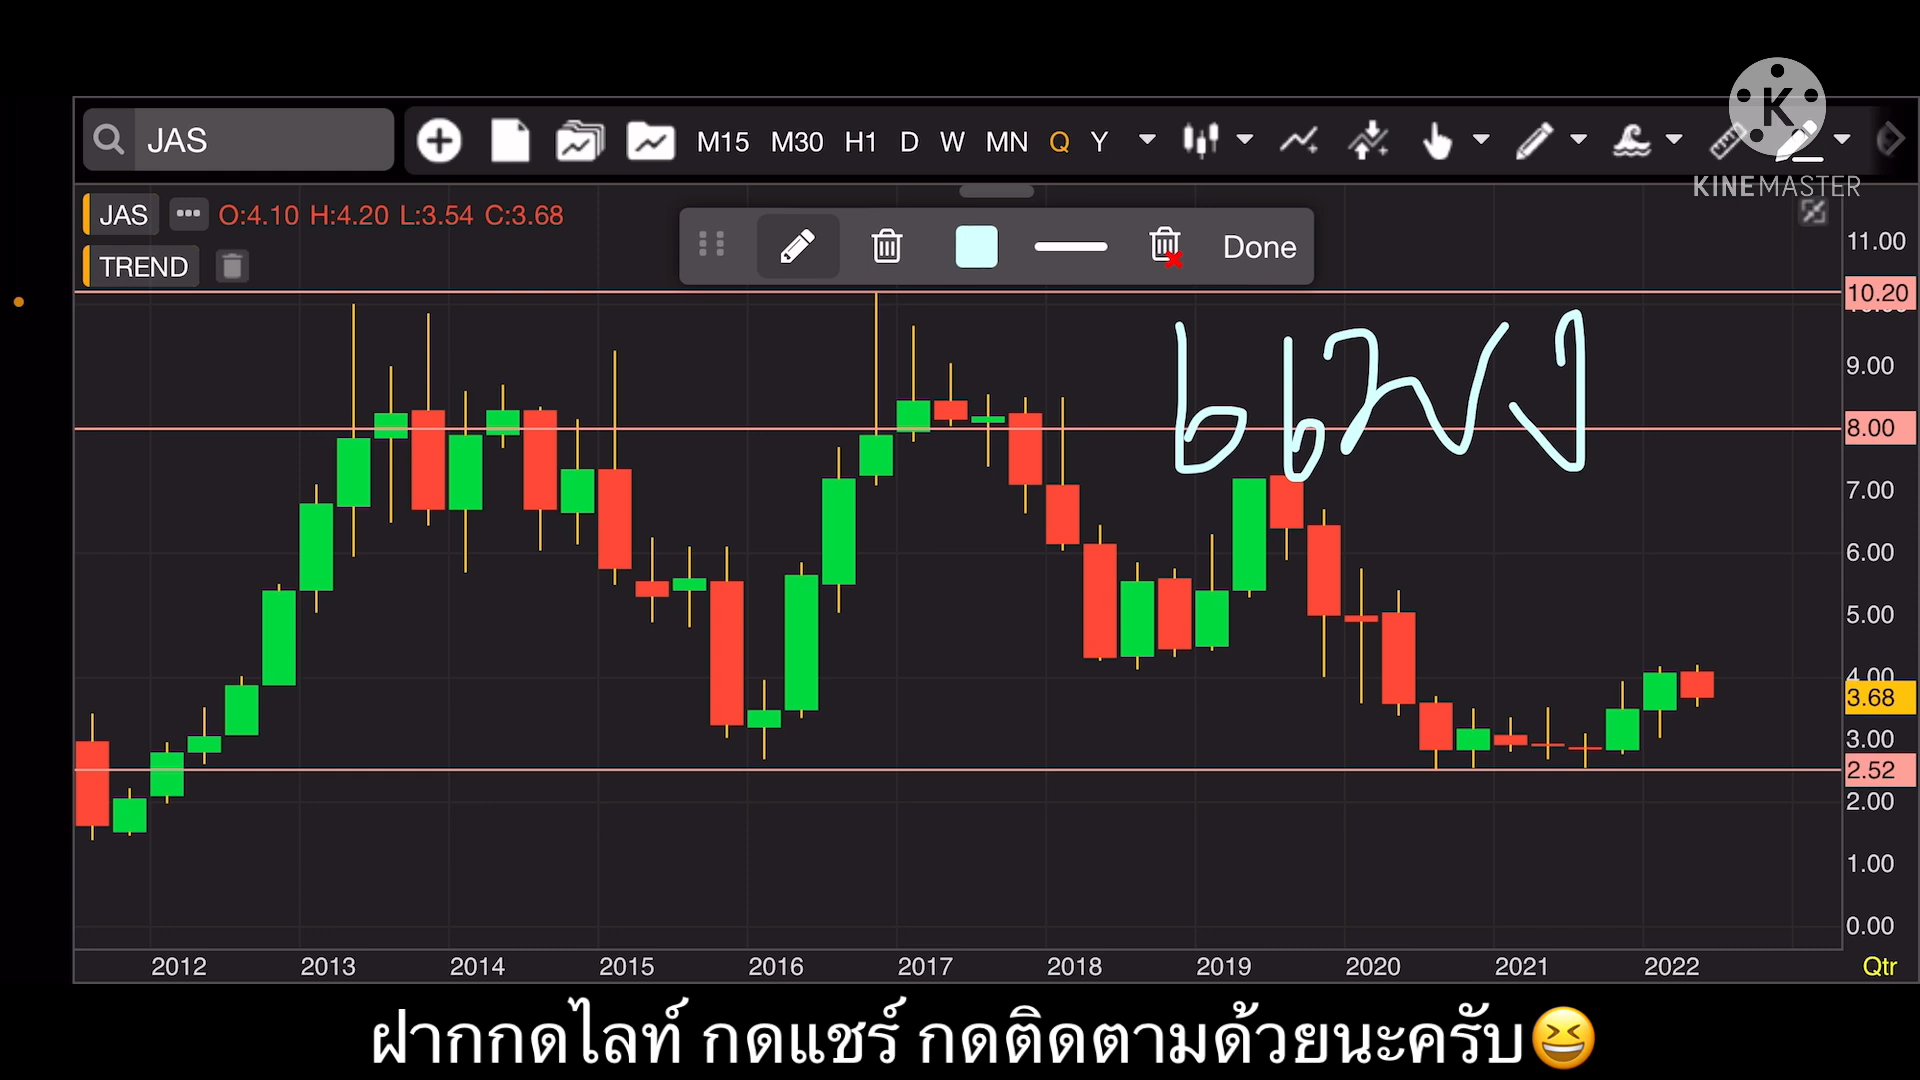 JAS M15 M30 H1 D W MN Q Y
KINEMASTER
JAS ••• O:4.10 H:4.20 L:3.54 C:3.68
Done
TREND
11.00
10.20
9.00
8.00
7.00
6.00
5.00
4.00
3.68
3.00
2.52
2.00
1.00
0.00
แพง
2012 2013 2014 2015 2016 2017 2018 2019 2020 2021 2022 Qtr
ฝากกดไลท์ กดแชร์ กดติดตามด้วยนะครับ😆